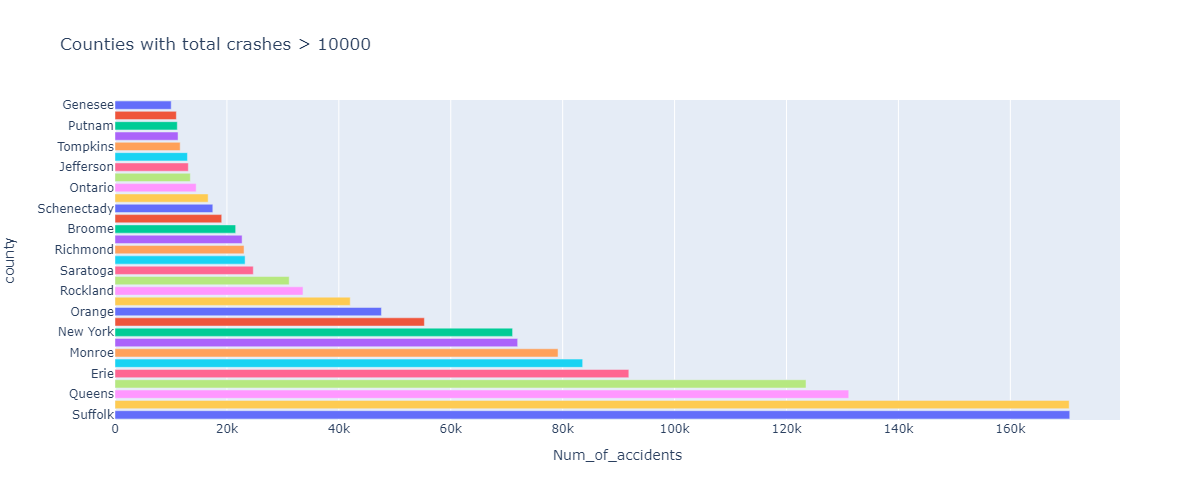 Counties with total crashes > 10000
Genesee
Putnam
Tompkins
Jefferson
Ontario
Schenectady
Broome
Richmond
Saratoga
Rockland
Orange
New York
Monroe
Erie
Queens
Suffolk
county
0 20k 40k 60k 80k 100k 120k 140k 160k
Num_of_accidents